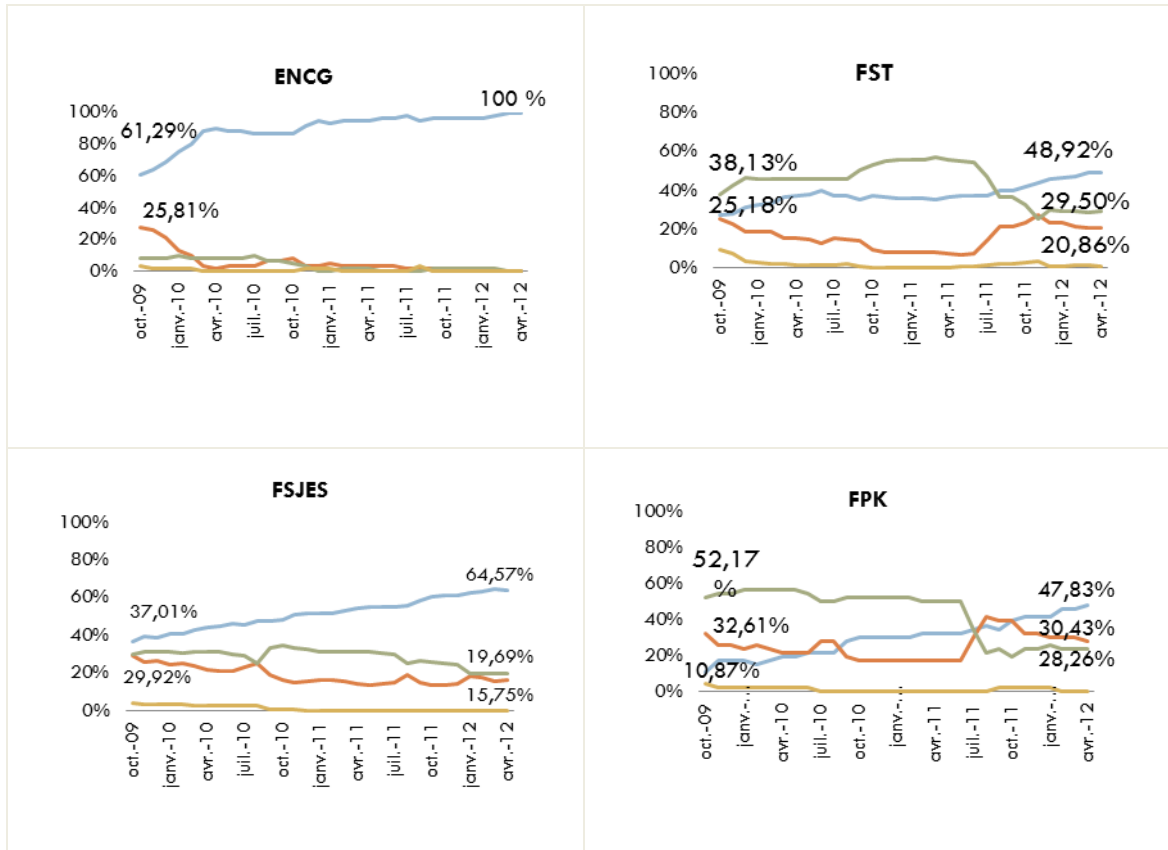 ENCG
100 %
100%
61,29%
80%
60%
25,81%
40%
20%
0%
oct.-09
janv.-10
avr.-10
juil.-10
oct.-10
janv.-11
avr.-11
juil.-11
oct.-11
janv.-12
avr.-12
FST
100%
80%
60%
38,13%
48,92%
40%
25,18%
29,50%
20%
20,86%
0%
oct.-09
janv.-10
avr.-10
juil.-10
oct.-10
janv.-11
avr.-11
juil.-11
oct.-11
janv.-12
avr.-12
FSJES
100%
80%
60%
64,57%
37,01%
40%
19,69%
20%
29,92%
15,75%
0%
oct.-09
janv.-10
avr.-10
juil.-10
oct.-10
janv.-11
avr.-11
juil.-11
oct.-11
janv.-12
avr.-12
FPK
100%
80%
52,17
%
60%
47,83%
40%
32,61%
30,43%
20%
28,26%
10,87%
0%
oct.-09
janv.-…
avr.-10
juil.-10
oct.-10
janv.-…
avr.-11
juil.-11
oct.-11
janv.-…
avr.-12